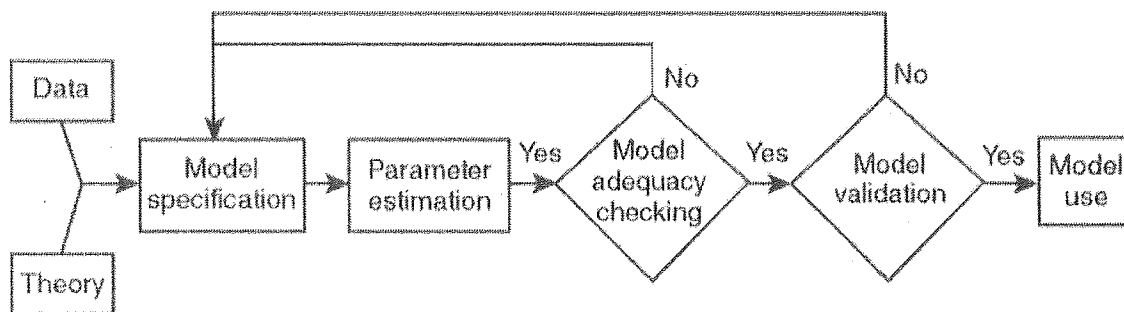 No
No
Data
Model
specification
Parameter
estimation
Yes
Model
adequacy
checking
Yes
Model
validation
Yes
Model
use
Theory